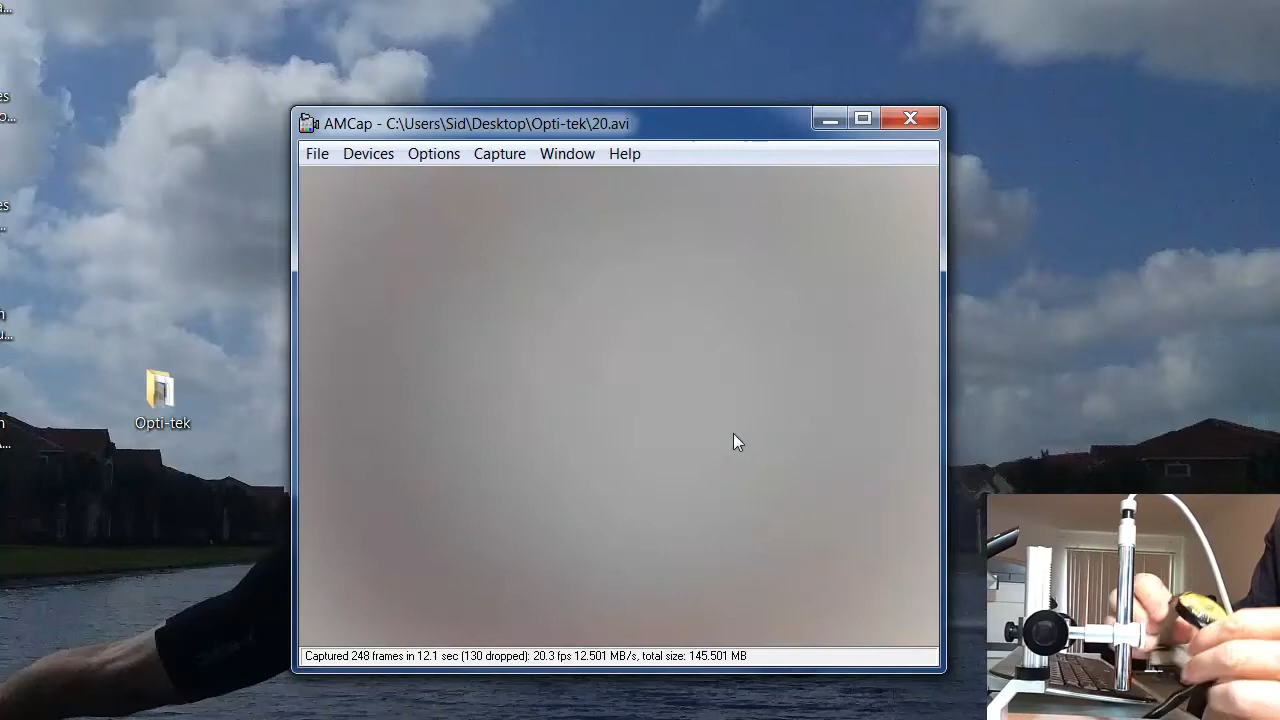 AMCap - C:\Users\Sid\Desktop\Opti-tek\20.avi
File Devices Options Capture Window Help
Opti-tek
Captured 248 frames in 12.1 sec (130 dropped): 20.3 fps 12.501 MB/s, total size: 145.501 MB